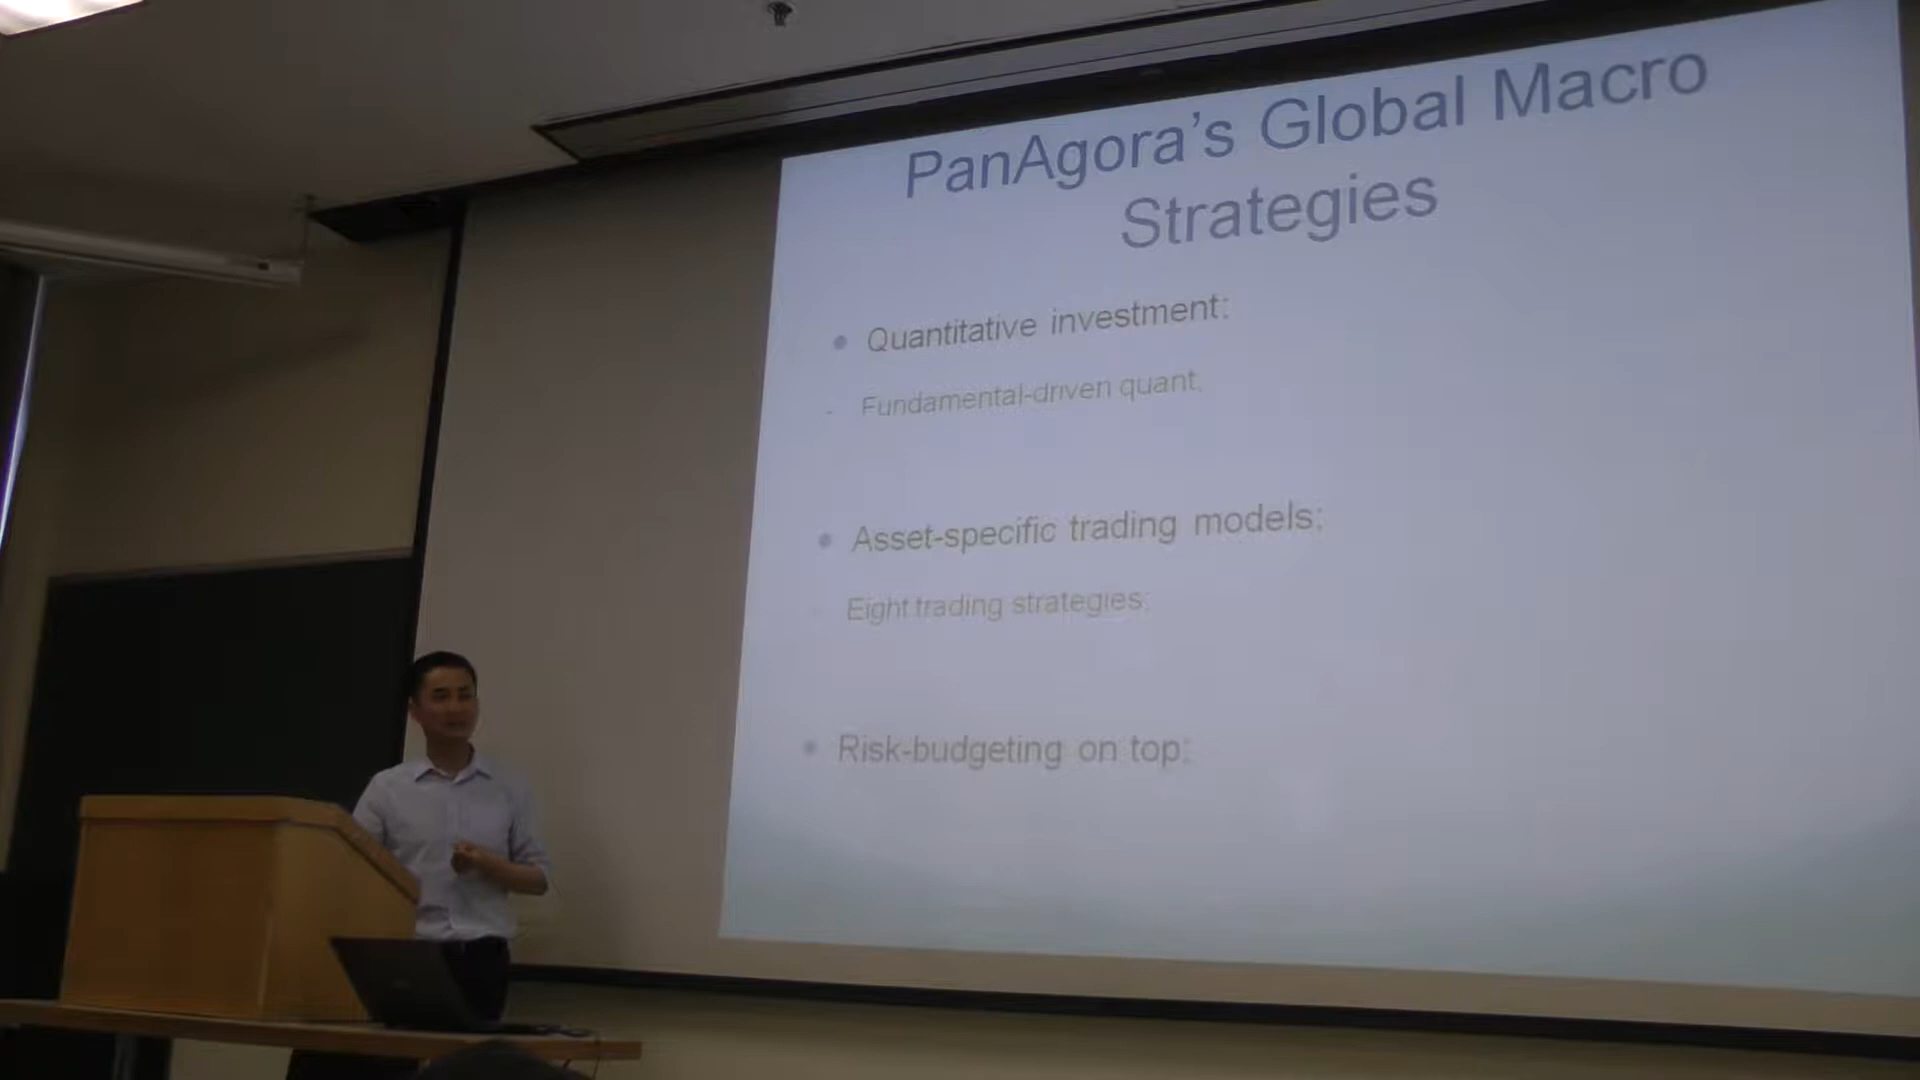 PanAgora's Global Macro
Strategies
• Quantitative investment:
- Fundamental-driven quant;
• Asset-specific trading models:
- Eight trading strategies;
• Risk-budgeting on top;